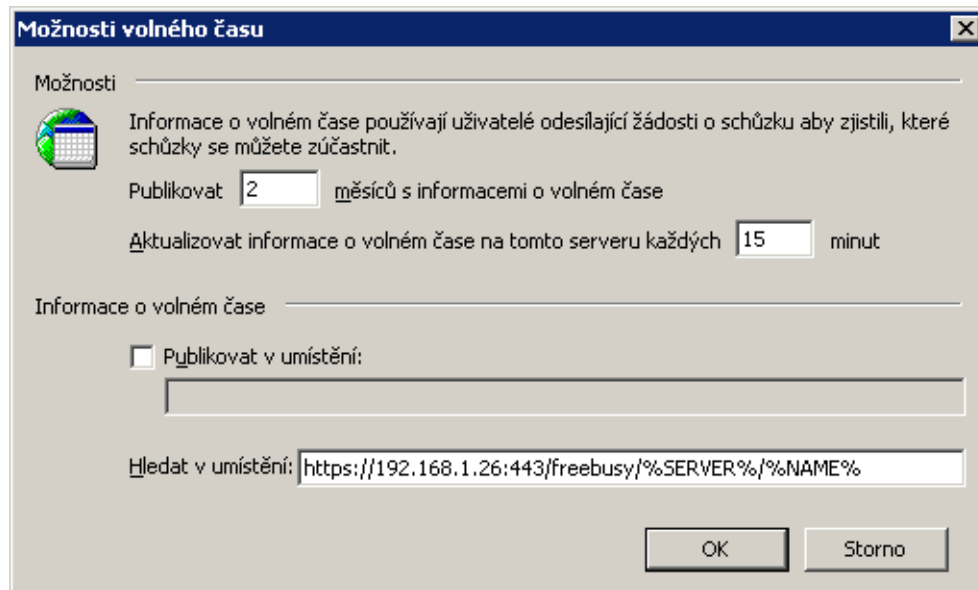 Možnosti volného času
Možnosti
Informace o volném čase používají uživatelé odesílající žádosti o schůzku aby zjistili, které
schůzky se můžete zúčastnit.
Publikovat 2 měsíců s informacemi o volném čase
Aktualizovat informace o volném čase na tomto serveru každých 15 minut
Informace o volném čase
Publikovat v umístění:
Hledat v umístění: https://192.168.1.26:443/freebusy/%SERVER%/%NAME%
OK Storno